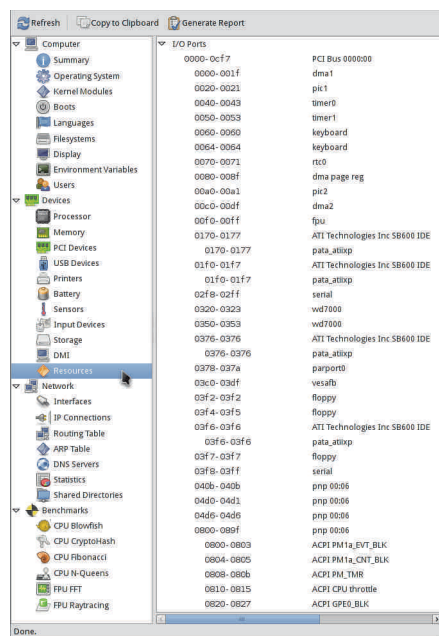 Refresh Copy to Clipboard Generate Report
Computer
Summary
Operating System
Kernel Modules
Boots
Languages
Filesystems
Display
Environment Variables
Users
Devices
Processor
Memory
PCI Devices
USB Devices
Printers
Battery
Sensors
Input Devices
Storage
DMI
Resources
Network
Interfaces
IP Connections
Routing Table
ARP Table
DNS Servers
Statistics
Shared Directories
Benchmarks
CPU Blowfish
CPU CryptoHash
CPU Fibonacci
CPU N-Queens
FPU FFT
FPU Raytracing
I/O Ports
0000-0cf7 PCI Bus 0000:00
0000-001f dma1
0020-0021 pic1
0040-0043 timer0
0050-0053 timer1
0060-0060 keyboard
0064-0064 keyboard
0070-0071 rtc0
0080-008f dma page reg
00a0-00a1 pic2
00c0-00df dma2
00f0-00ff fpu
0170-0177 ATI Technologies Inc SB600 IDE
0170-0177 pata_atiixp
01f0-01f7 ATI Technologies Inc SB600 IDE
01f0-01f7 pata_atiixp
02f8-02ff serial
0320-0323 wd7000
0350-0353 wd7000
0376-0376 ATI Technologies Inc SB600 IDE
0376-0376 pata_atiixp
0378-037a parport0
03c0-03df vesafb
03f2-03f2 floppy
03f4-03f5 floppy
03f6-03f6 ATI Technologies Inc SB600 IDE
03f6-03f6 pata_atiixp
03f7-03f7 floppy
03f8-03ff serial
040b-040b pnp 00:06
04d0-04d1 pnp 00:06
04d6-04d6 pnp 00:06
0800-089f pnp 00:06
0800-0803 ACPI PM1a_EVT_BLK
0804-0805 ACPI PM1a_CNT_BLK
0808-080b ACPI PM_TMR
0810-0815 ACPI CPU throttle
0820-0827 ACPI GPE0_BLK
Done.